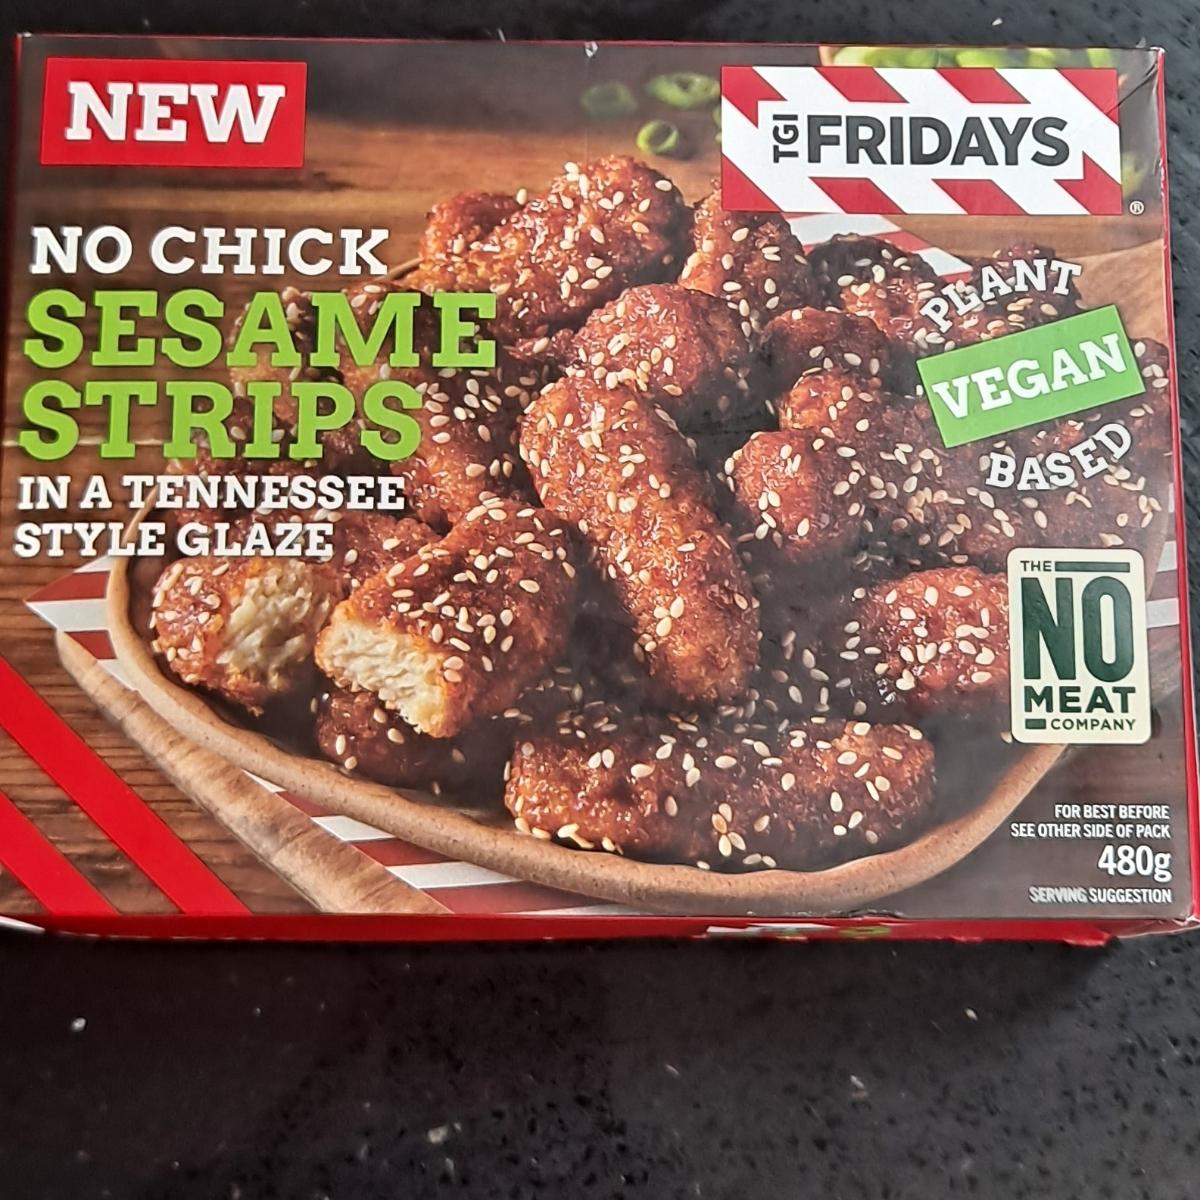 NEW
TGI FRIDAYS
®
NO CHICK
SESAME
STRIPS
IN A TENNESSEE
STYLE GLAZE
PLANT
VEGAN
BASED
THE
NO
MEAT
COMPANY
FOR BEST BEFORE
SEE OTHER SIDE OF PACK
480g
SERVING SUGGESTION